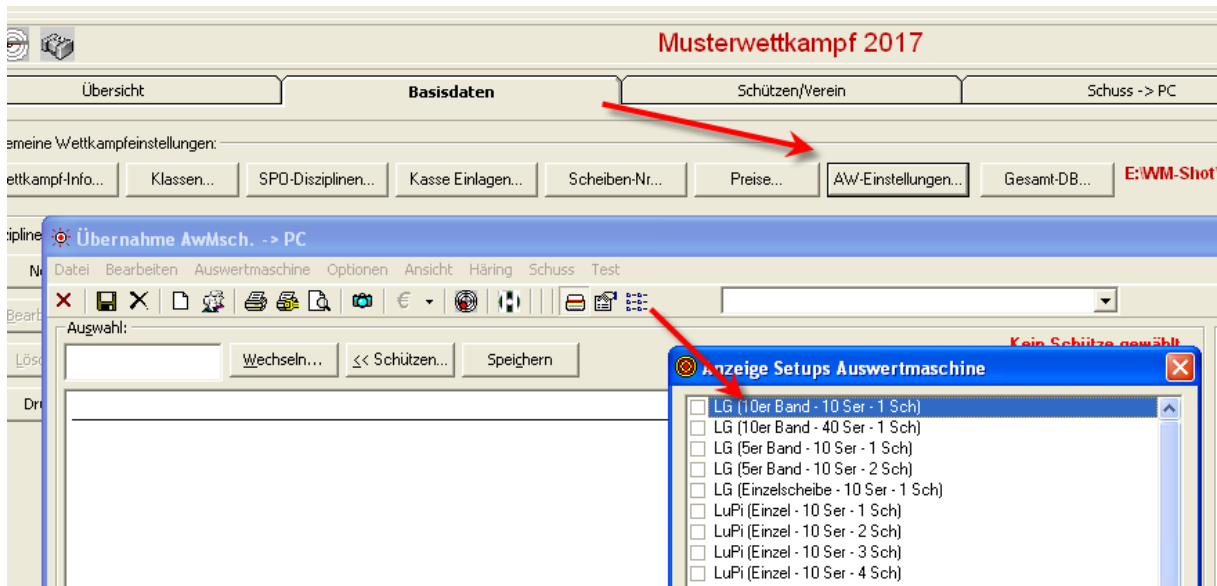 Musterwettkampf 2017
Übersicht Basisdaten Schützen/Verein Schuss -> PC
emeine Wettkampfeinstellungen:
ettkampf-Info... Klassen... SPO-Disziplinen... Kasse Einlagen... Scheiben-Nr... Preise... AW-Einstellungen... Gesamt-DB... E:\WM-Shot\
ipline
Übernahme AwMsch. -> PC
Ne
Datei Bearbeiten Auswertmaschine Optionen Ansicht Häring Schuss Test
Bearb
€
Auswahl:
Lösc
Wechseln... << Schützen... Speichern
Kein Schütze gewählt
Anzeige Setups Auswertmaschine
Dru
LG (10er Band - 10 Ser - 1 Sch)
LG (10er Band - 40 Ser - 1 Sch)
LG (5er Band - 10 Ser - 1 Sch)
LG (5er Band - 10 Ser - 2 Sch)
LG (Einzelscheibe - 10 Ser - 1 Sch)
LuPi (Einzel - 10 Ser - 1 Sch)
LuPi (Einzel - 10 Ser - 2 Sch)
LuPi (Einzel - 10 Ser - 3 Sch)
LuPi (Einzel - 10 Ser - 4 Sch)